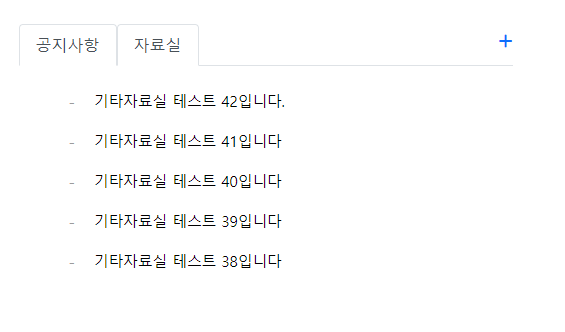 공지사항 자료실 +
- 기타자료실 테스트 42입니다.
- 기타자료실 테스트 41입니다
- 기타자료실 테스트 40입니다
- 기타자료실 테스트 39입니다
- 기타자료실 테스트 38입니다